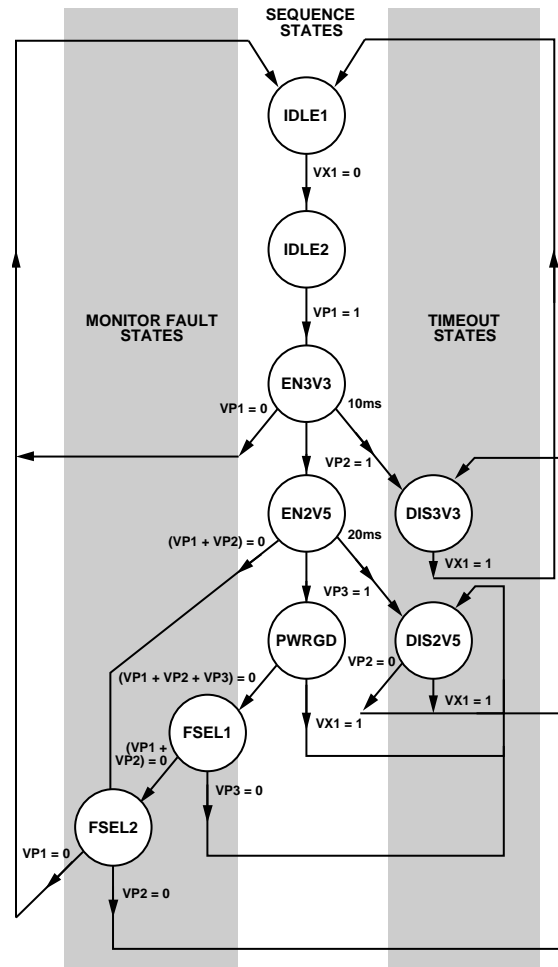 SEQUENCE
STATES
IDLE1
VX1 = 0
IDLE2
VP1 = 1
MONITOR FAULT
STATES
TIMEOUT
STATES
EN3V3
VP1 = 0
10ms
VP2 = 1
DIS3V3
VX1 = 1
EN2V5
(VP1 + VP2) = 0
20ms
VP3 = 1
DIS2V5
VP2 = 0
VX1 = 1
PWRGD
(VP1 + VP2 + VP3) = 0
VX1 = 1
FSEL1
(VP1 +
VP2) = 0
VP3 = 0
FSEL2
VP1 = 0
VP2 = 0